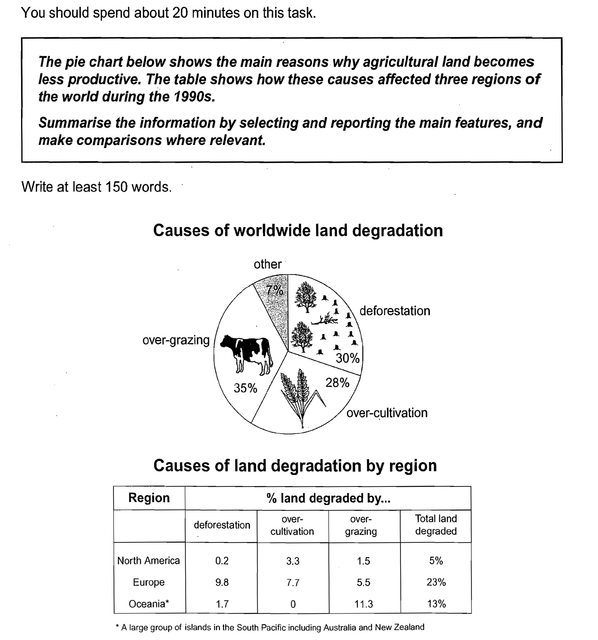 You should spend about 20 minutes on this task.
The pie chart below shows the main reasons why agricultural land becomes
less productive. The table shows how these causes affected three regions of
the world during the 1990s.
Summarise the information by selecting and reporting the main features, and
make comparisons where relevant.
Write at least 150 words.
Causes of worldwide land degradation
other
7%
deforestation
30%
over-grazing
35%
28%
over-cultivation
Causes of land degradation by region
Region % land degraded by...
deforestation over-cultivation over-grazing Total land degraded
North America 0.2 3.3 1.5 5%
Europe 9.8 7.7 5.5 23%
Oceania* 1.7 0 11.3 13%
* A large group of islands in the South Pacific including Australia and New Zealand